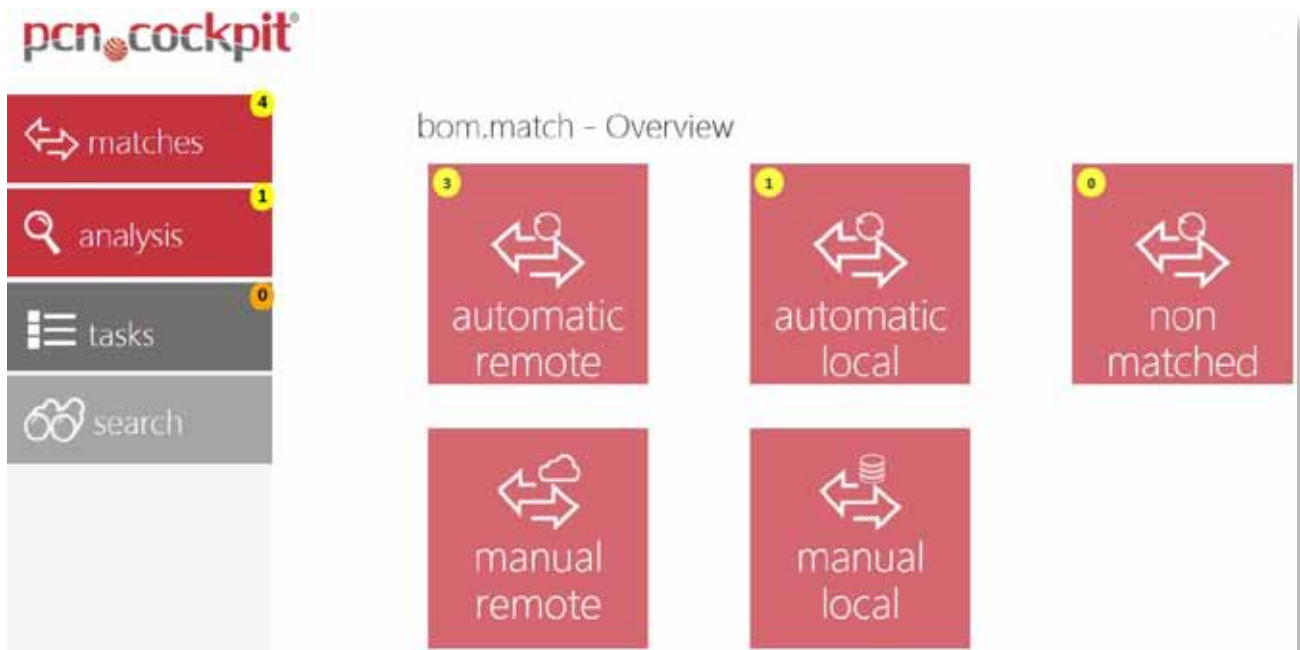 pcn.cockpit®
4
matches
bom.match - Overview
1
analysis
0
tasks
search
3
automatic
remote
1
automatic
local
0
non
matched
manual
remote
manual
local